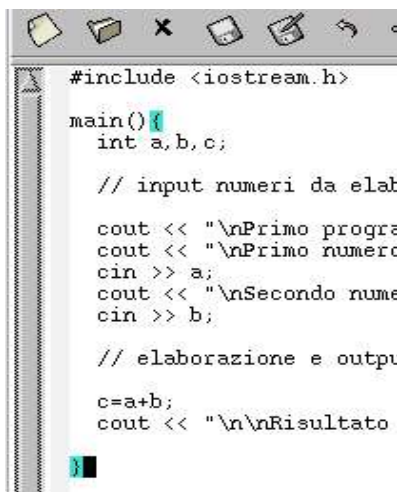 #include <iostream.h>
main(){
int a,b,c;
// input numeri da elab
cout << "\nPrimo progra
cout << "\nPrimo numero
cin >> a;
cout << "\nSecondo nume
cin >> b;
// elaborazione e outpu
c=a+b;
cout << "\n\nRisultato
}